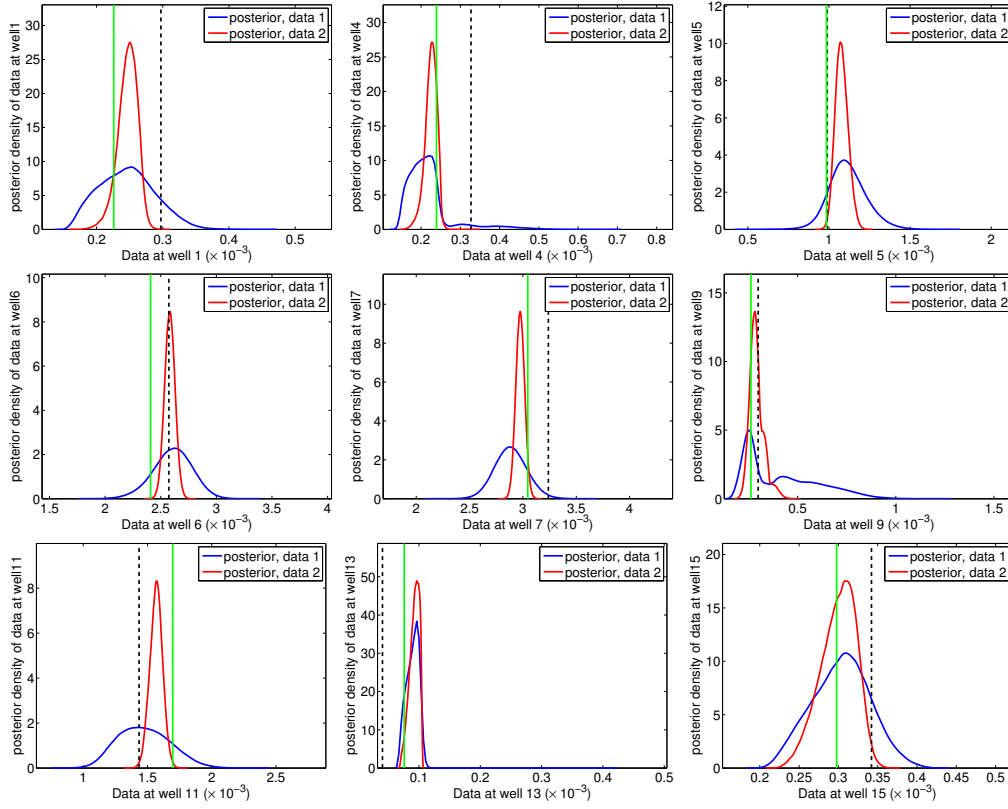 posterior density of data at well1
30
25
20
15
10
5
0
0.2 0.3 0.4 0.5
Data at well 1 (× 10⁻³)
posterior, data 1
posterior, data 2
posterior density of data at well4
30
25
20
15
10
5
0
0.2 0.3 0.4 0.5 0.6 0.7 0.8
Data at well 4 (× 10⁻³)
posterior, data 1
posterior, data 2
posterior density of data at well5
12
10
8
6
4
2
0
0.5 1 1.5 2
Data at well 5 (× 10⁻³)
posterior, data 1
posterior, data 2
posterior density of data at well6
10
8
6
4
2
0
1.5 2 2.5 3 3.5 4
Data at well 6 (× 10⁻³)
posterior, data 1
posterior, data 2
posterior density of data at well7
10
8
6
4
2
0
2 2.5 3 3.5 4
Data at well 7 (× 10⁻³)
posterior, data 1
posterior, data 2
posterior density of data at well9
15
10
5
0
0.5 1 1.5
Data at well 9 (× 10⁻³)
posterior, data 1
posterior, data 2
posterior density of data at well11
8
6
4
2
0
1 1.5 2 2.5
Data at well 11 (× 10⁻³)
posterior, data 1
posterior, data 2
posterior density of data at well13
50
40
30
20
10
0
0.1 0.2 0.3 0.4 0.5
Data at well 13 (× 10⁻³)
posterior, data 1
posterior, data 2
posterior density of data at well15
20
15
10
5
0
0.2 0.25 0.3 0.35 0.4 0.45 0.5
Data at well 15 (× 10⁻³)
posterior, data 1
posterior, data 2